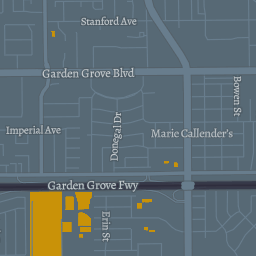 Stanford Ave
Garden Grove Blvd
Bowen St
Imperial Ave
Donegal Dr
Marie Callender's
Garden Grove Fwy
Erin St